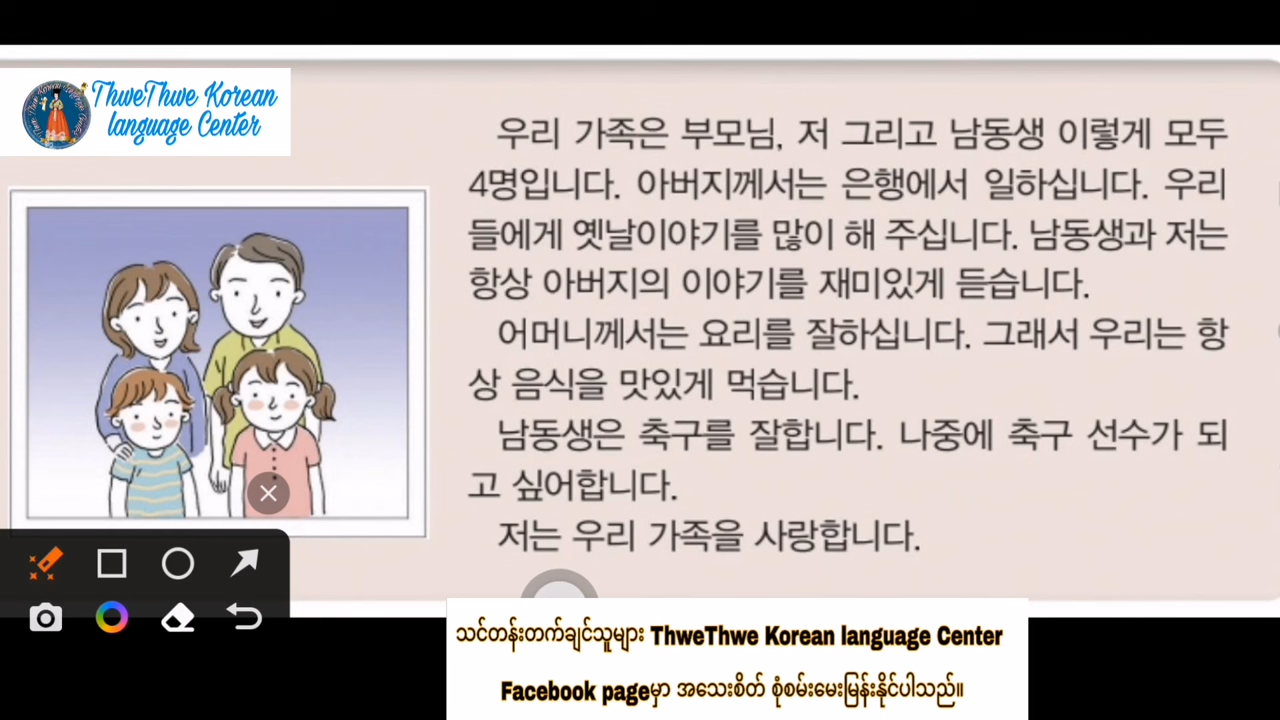 ThweThwe Korean
language Center
우리 가족은 부모님, 저 그리고 남동생 이렇게 모두
4명입니다. 아버지께서는 은행에서 일하십니다. 우리
들에게 옛날이야기를 많이 해 주십니다. 남동생과 저는
항상 아버지의 이야기를 재미있게 듣습니다.
어머니께서는 요리를 잘하십니다. 그래서 우리는 항
상 음식을 맛있게 먹습니다.
남동생은 축구를 잘합니다. 나중에 축구 선수가 되
고 싶어합니다.
저는 우리 가족을 사랑합니다.
သင်တန်းတက်ချင်သူများ ThweThwe Korean language Center
Facebook pageမှာ အသေးစိတ် စုံစမ်းမေးမြန်းနိုင်ပါသည်။